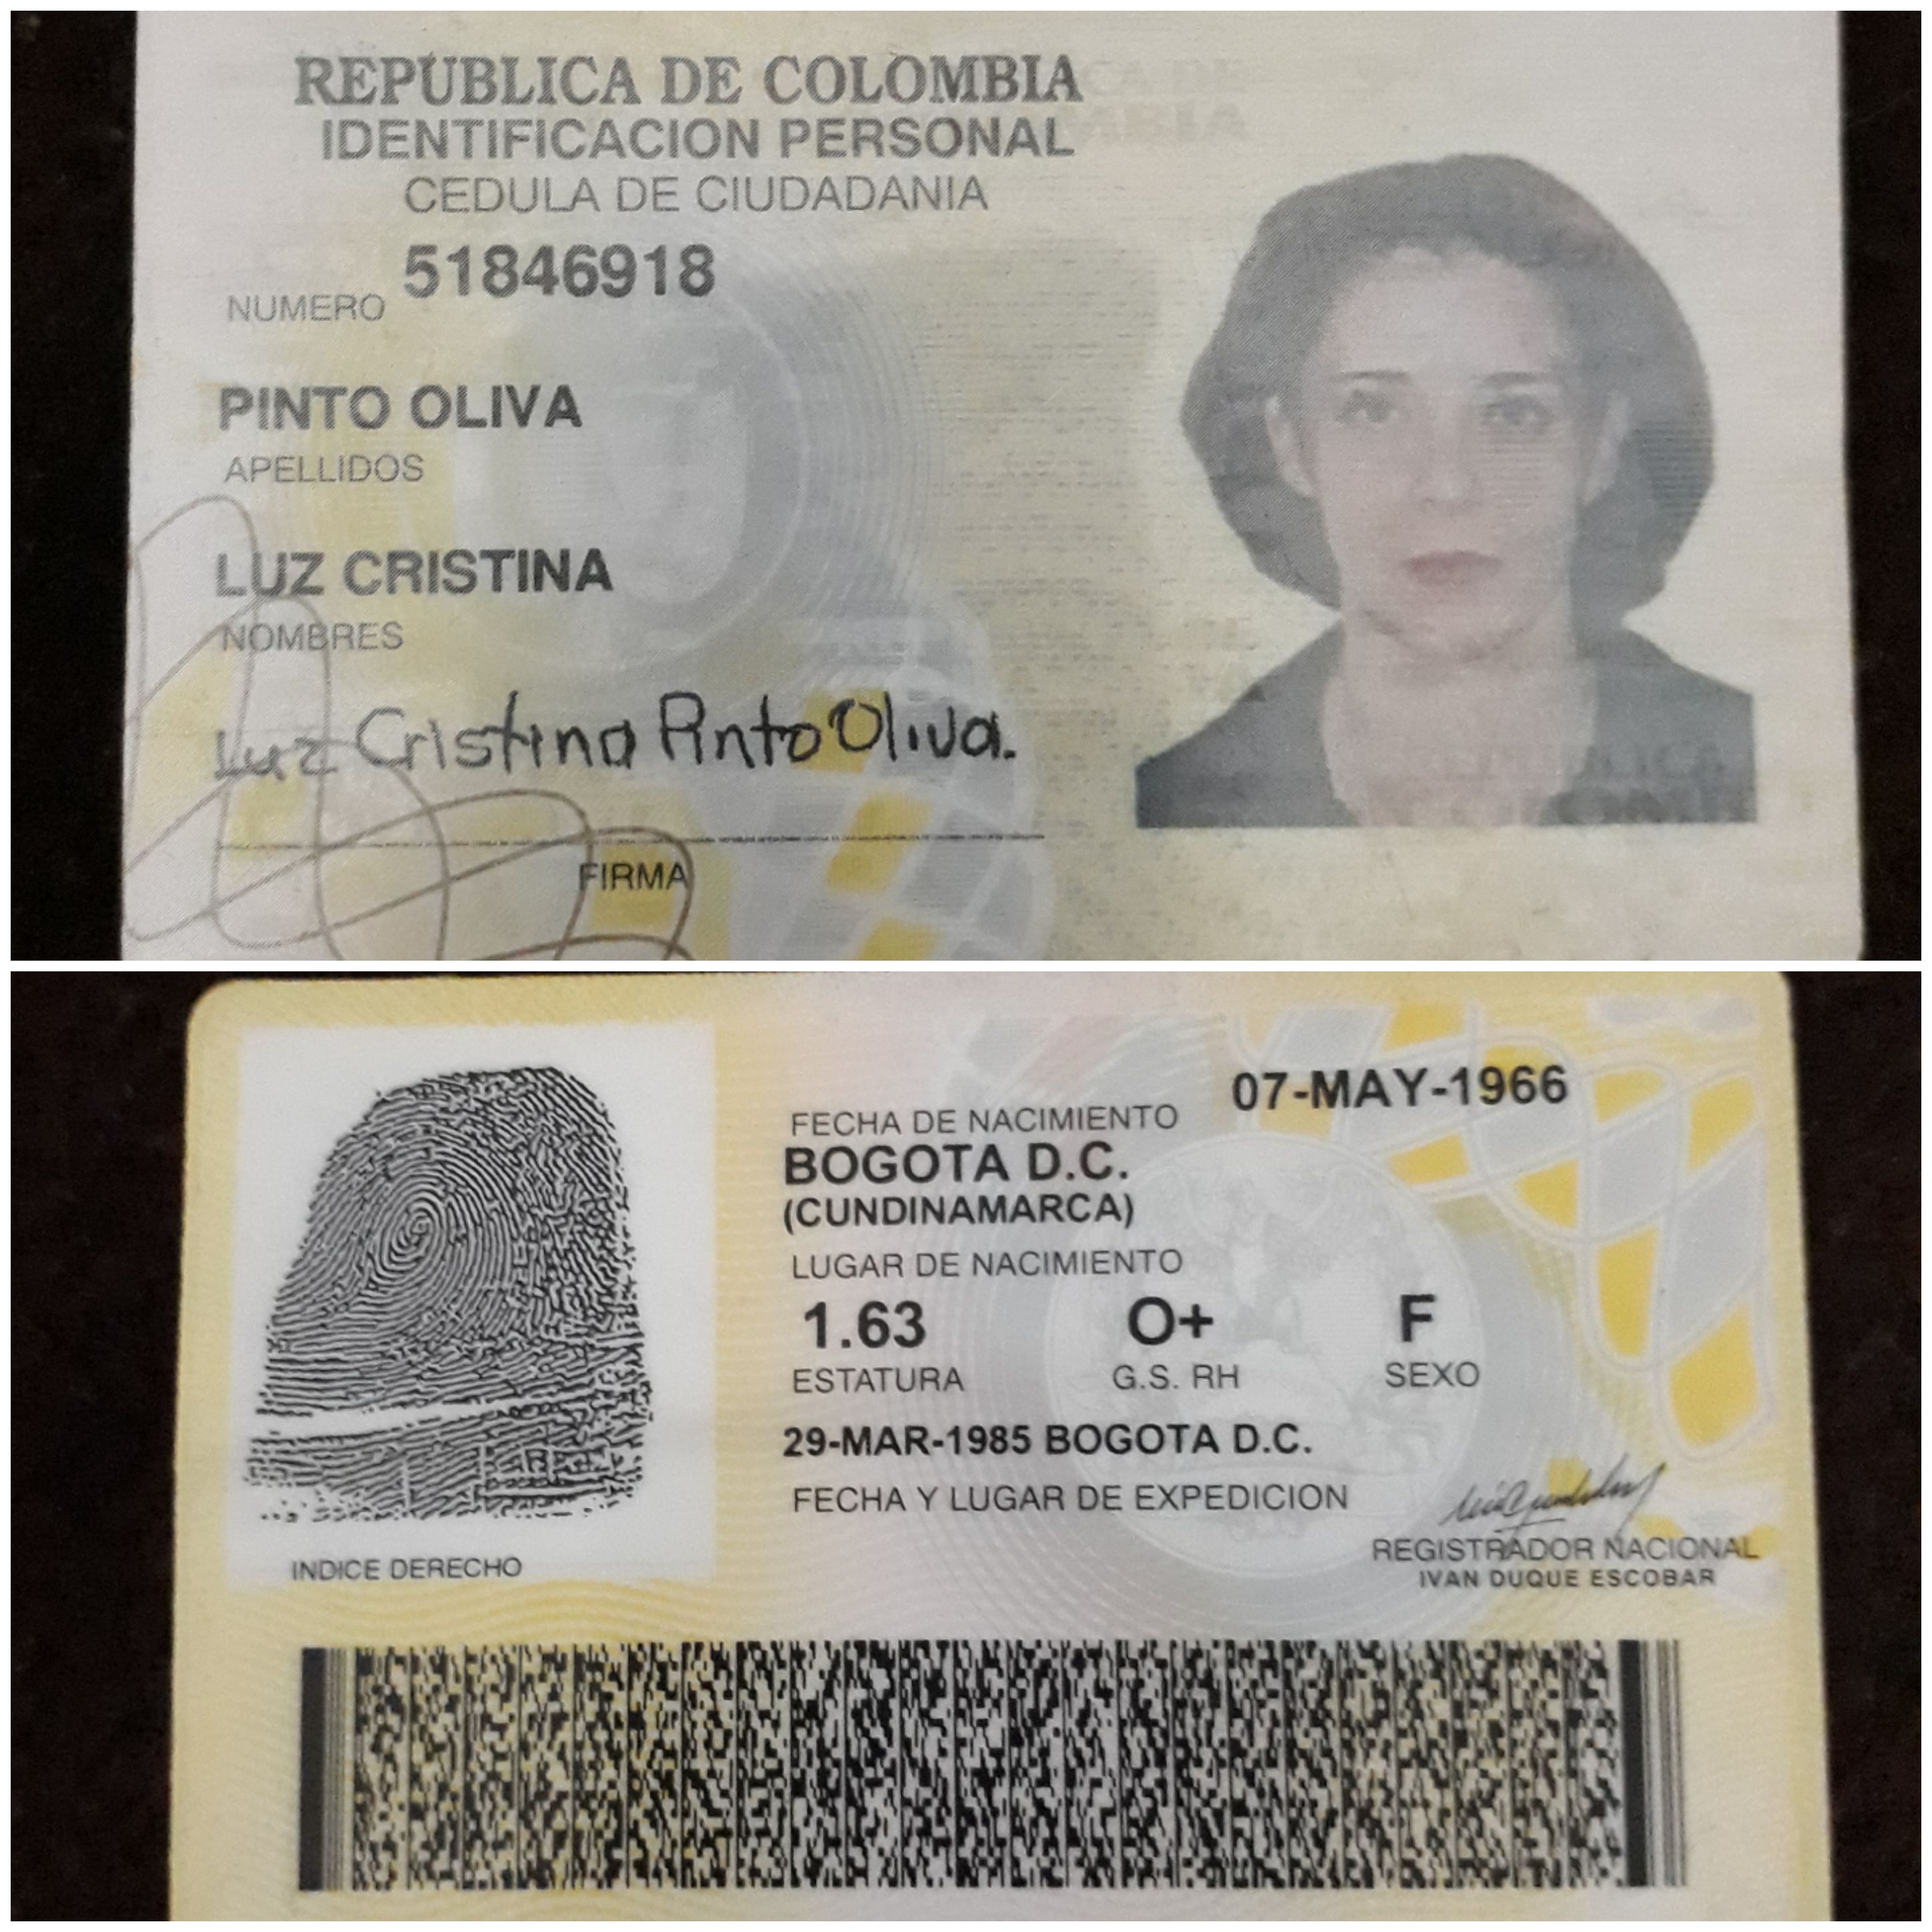 REPUBLICA DE COLOMBIA
IDENTIFICACION PERSONAL
CEDULA DE CIUDADANIA
NUMERO 51846918
PINTO OLIVA
APELLIDOS
LUZ CRISTINA
NOMBRES
Luz Cristina Pinto Oliva.
FIRMA
07-MAY-1966
FECHA DE NACIMIENTO
BOGOTA D.C.
(CUNDINAMARCA)
LUGAR DE NACIMIENTO
1.63 O+ F
ESTATURA G.S. RH SEXO
29-MAR-1985 BOGOTA D.C.
FECHA Y LUGAR DE EXPEDICION
REGISTRADOR NACIONAL
IVAN DUQUE ESCOBAR
INDICE DERECHO